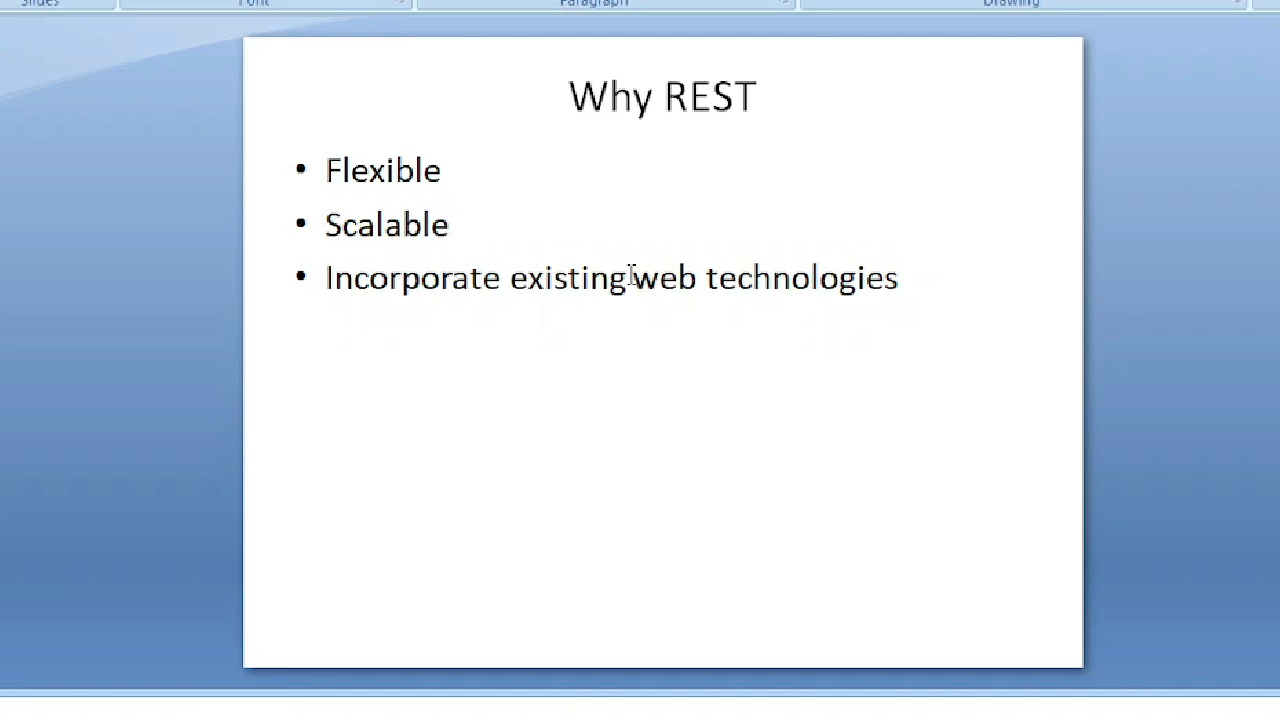 Slides Font Paragraph Drawing
Why REST
• Flexible
• Scalable
• Incorporate existing web technologies